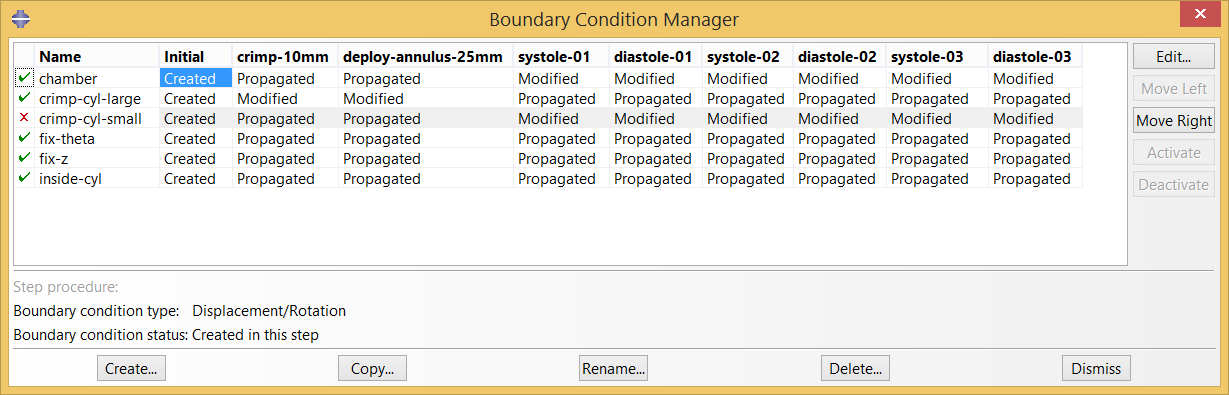 Boundary Condition Manager
Name Initial crimp-10mm deploy-annulus-25mm systole-01 diastole-01 systole-02 diastole-02 systole-03 diastole-03
chamber Created Propagated Propagated Modified Modified Modified Modified Modified Modified
crimp-cyl-large Created Modified Modified Propagated Propagated Propagated Propagated Propagated Propagated
crimp-cyl-small Created Propagated Propagated Modified Modified Modified Modified Modified Modified
fix-theta Created Propagated Propagated Propagated Propagated Propagated Propagated Propagated Propagated
fix-z Created Propagated Propagated Propagated Propagated Propagated Propagated Propagated Propagated
inside-cyl Created Propagated Propagated Propagated Propagated Propagated Propagated Propagated Propagated
Edit...
Move Left
Move Right
Activate
Deactivate
Step procedure:
Boundary condition type: Displacement/Rotation
Boundary condition status: Created in this step
Create... Copy... Rename... Delete... Dismiss